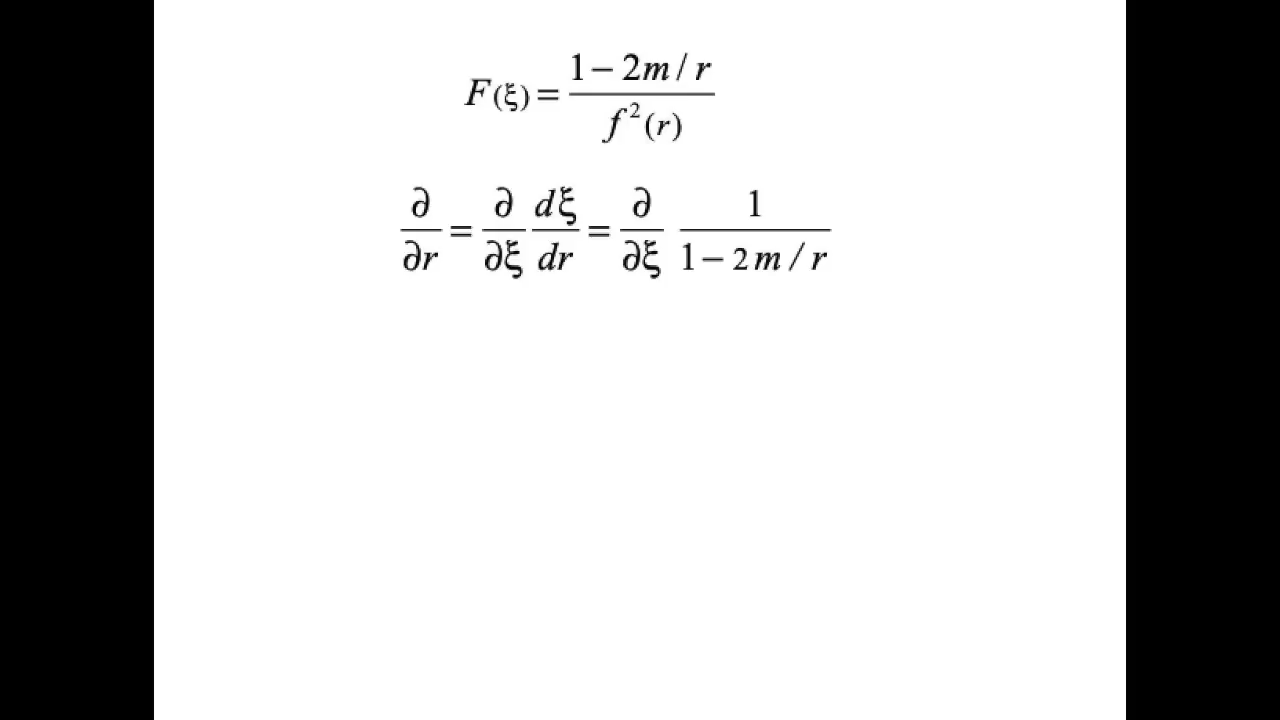 F(ξ) = (1 − 2m / r) / f²(r)
∂/∂r = ∂/∂ξ dξ/dr = ∂/∂ξ 1/(1 − 2m / r)